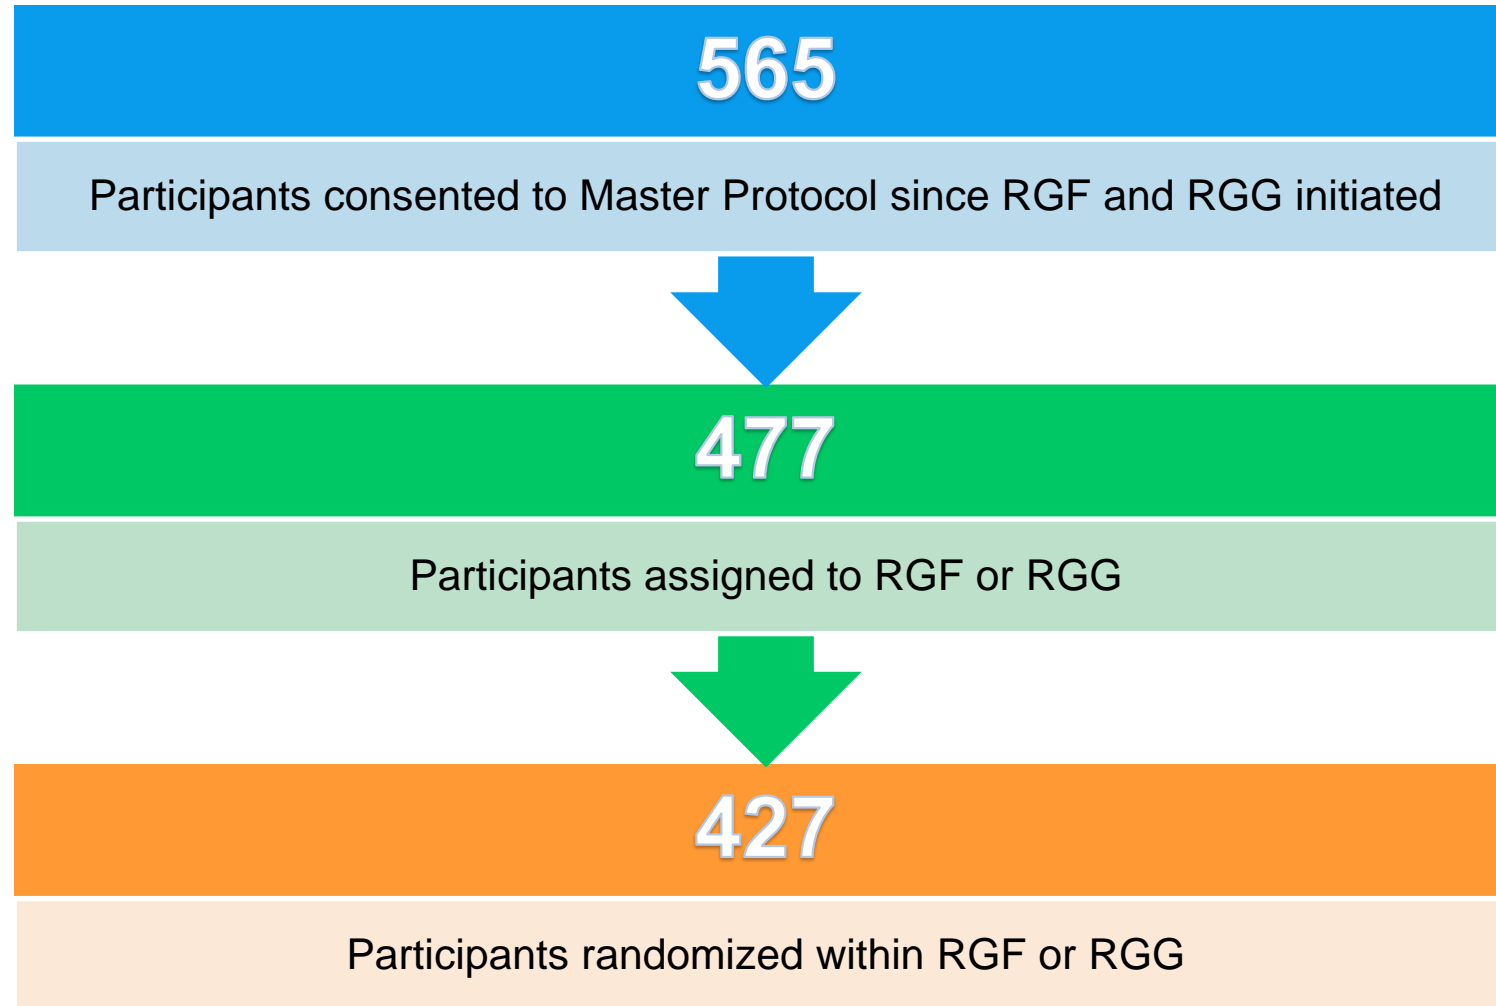 565
Participants consented to Master Protocol since RGF and RGG initiated
477
Participants assigned to RGF or RGG
427
Participants randomized within RGF or RGG